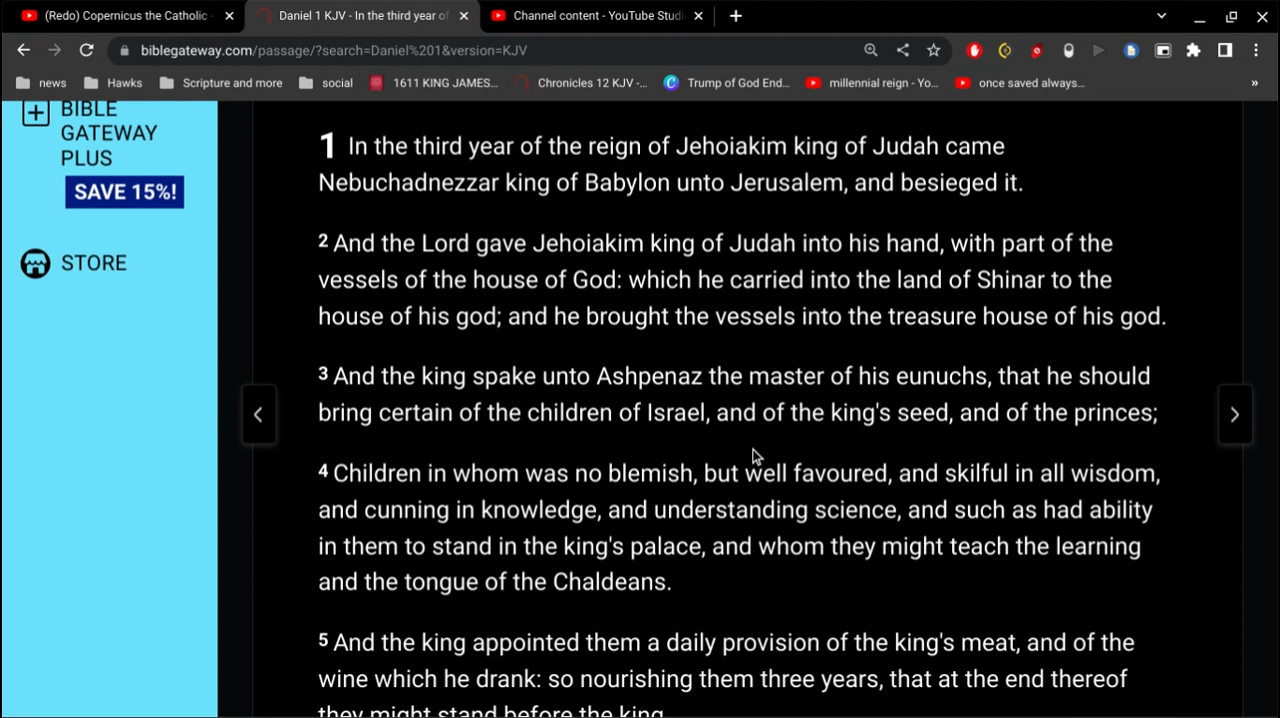 (Redo) Copernicus the Catholic -
Daniel 1 KJV - In the third year of
Channel content - YouTube Studi
biblegateway.com/passage/?search=Daniel%201&version=KJV
news
Hawks
Scripture and more
social
1611 KING JAMES...
Chronicles 12 KJV -...
Trump of God End...
millennial reign - Yo...
once saved always...
»
BIBLE
GATEWAY
PLUS
SAVE 15%!
STORE
1 In the third year of the reign of Jehoiakim king of Judah came
Nebuchadnezzar king of Babylon unto Jerusalem, and besieged it.
2 And the Lord gave Jehoiakim king of Judah into his hand, with part of the
vessels of the house of God: which he carried into the land of Shinar to the
house of his god; and he brought the vessels into the treasure house of his god.
3 And the king spake unto Ashpenaz the master of his eunuchs, that he should
bring certain of the children of Israel, and of the king's seed, and of the princes;
4 Children in whom was no blemish, but well favoured, and skilful in all wisdom,
and cunning in knowledge, and understanding science, and such as had ability
in them to stand in the king's palace, and whom they might teach the learning
and the tongue of the Chaldeans.
5 And the king appointed them a daily provision of the king's meat, and of the
wine which he drank: so nourishing them three years, that at the end thereof
they might stand before the king.